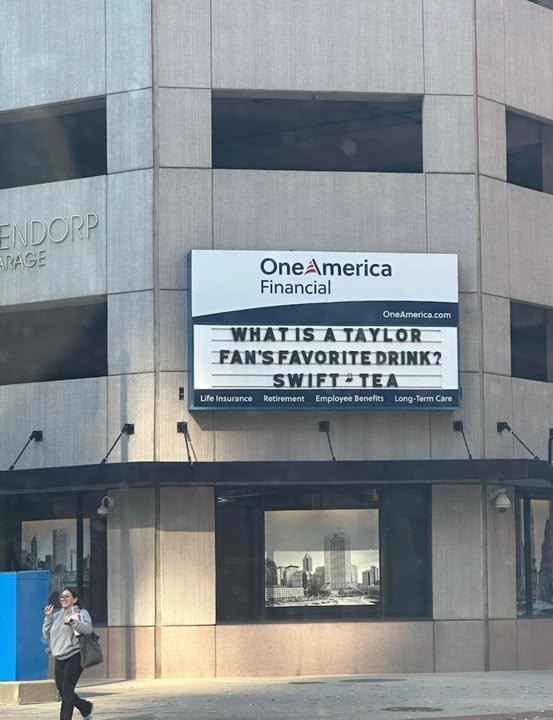 ENDORP
ARAGE
OneAmerica
Financial
OneAmerica.com
WHAT IS A TAYLOR
FAN'S FAVORITE DRINK?
SWIFT-TEA
Life Insurance Retirement Employee Benefits Long-Term Care